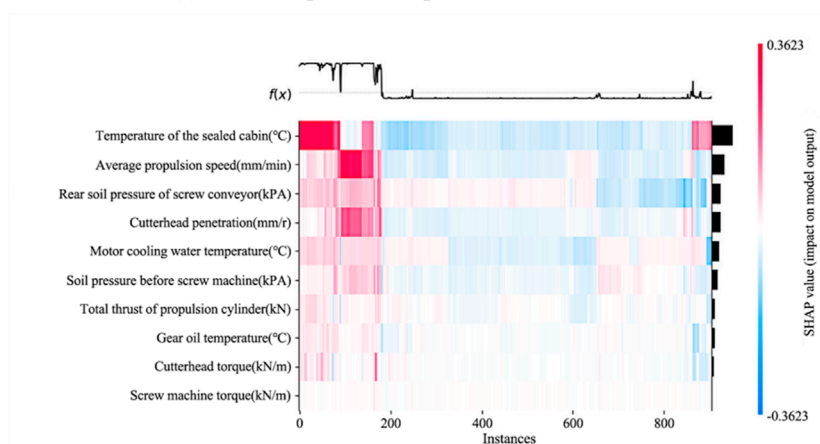 0.3623
f(x)
Temperature of the sealed cabin(℃)
Average propulsion speed(mm/min)
Rear soil pressure of screw conveyor(kPA)
Cutterhead penetration(mm/r)
Motor cooling water temperature(℃)
Soil pressure before screw machine(kPA)
Total thrust of propulsion cylinder(kN)
Gear oil temperature(℃)
Cutterhead torque(kN/m)
Screw machine torque(kN/m)
SHAP value (impact on model output)
-0.3623
0 200 400 600 800
Instances